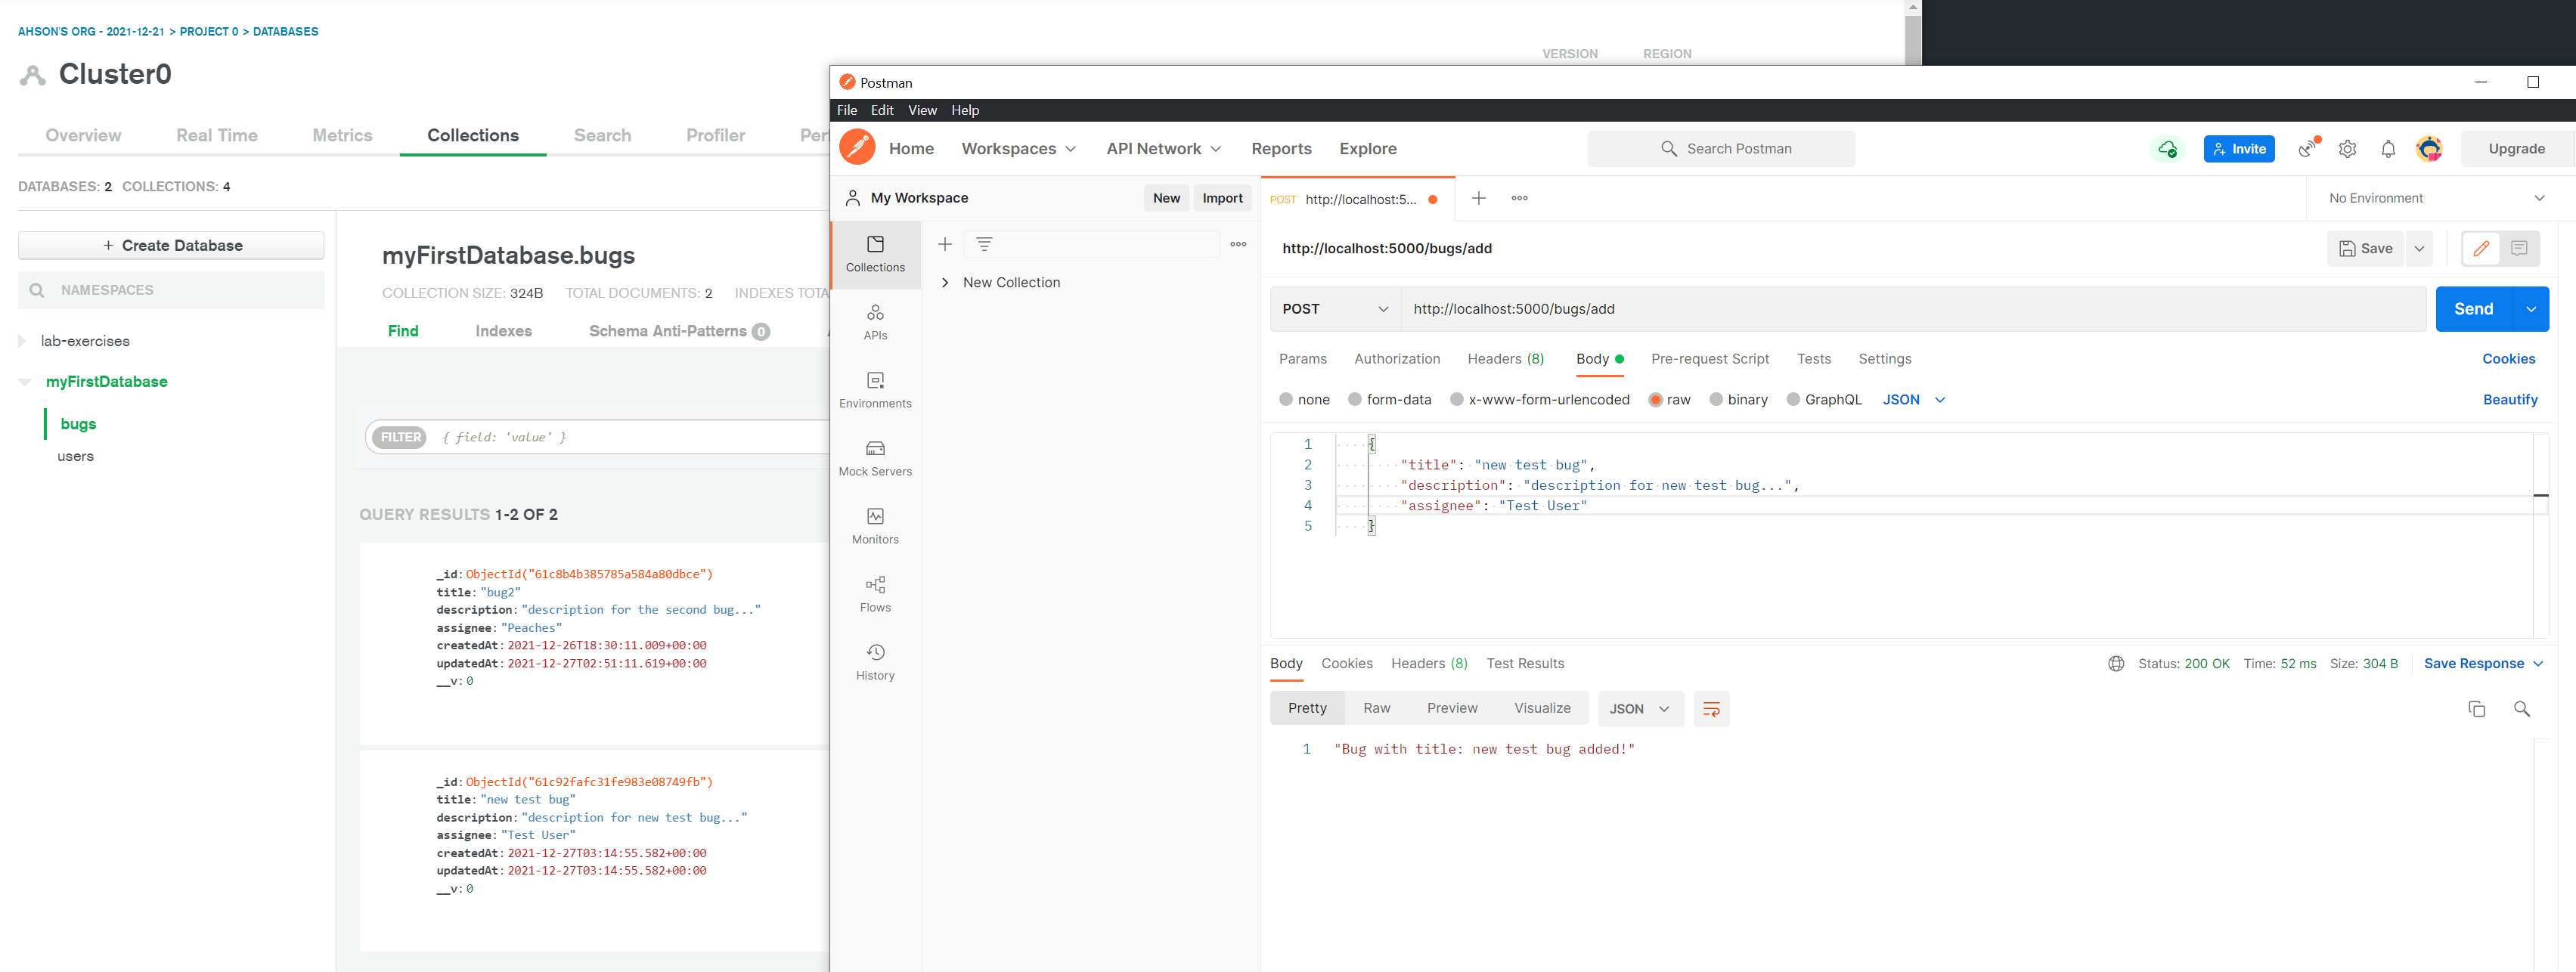 AHSON'S ORG - 2021-12-21 > PROJECT 0 > DATABASES
Cluster0
VERSION REGION
Overview Real Time Metrics Collections Search Profiler
DATABASES: 2 COLLECTIONS: 4
+ Create Database
NAMESPACES
lab-exercises
myFirstDatabase
bugs
users
myFirstDatabase.bugs
COLLECTION SIZE: 324B TOTAL DOCUMENTS: 2 INDEXES
Find Indexes Schema Anti-Patterns 0
FILTER { field: 'value' }
QUERY RESULTS 1-2 OF 2
_id: ObjectId("61c8b4b385785a584a80dbce")
title: "bug2"
description: "description for the second bug..."
assignee: "Peaches"
createdAt: 2021-12-26T18:30:11.009+00:00
updatedAt: 2021-12-27T02:51:11.619+00:00
__v: 0
_id: ObjectId("61c92fafc31fe983e08749fb")
title: "new test bug"
description: "description for new test bug..."
assignee: "Test User"
createdAt: 2021-12-27T03:14:55.582+00:00
updatedAt: 2021-12-27T03:14:55.582+00:00
__v: 0
Postman
File Edit View Help
Home Workspaces API Network Reports Explore
Search Postman
Invite
Upgrade
My Workspace New Import
POST http://localhost:5...
No Environment
Collections
New Collection
APIs
Environments
Mock Servers
Monitors
Flows
History
http://localhost:5000/bugs/add
Save
POST http://localhost:5000/bugs/add Send
Params Authorization Headers (8) Body Pre-request Script Tests Settings Cookies
none form-data x-www-form-urlencoded raw binary GraphQL JSON Beautify
1 {
2 "title": "new test bug",
3 "description": "description for new test bug...",
4 "assignee": "Test User"
5 }
Body Cookies Headers (8) Test Results Status: 200 OK Time: 52 ms Size: 304 B Save Response
Pretty Raw Preview Visualize JSON
1 "Bug with title: new test bug added!"